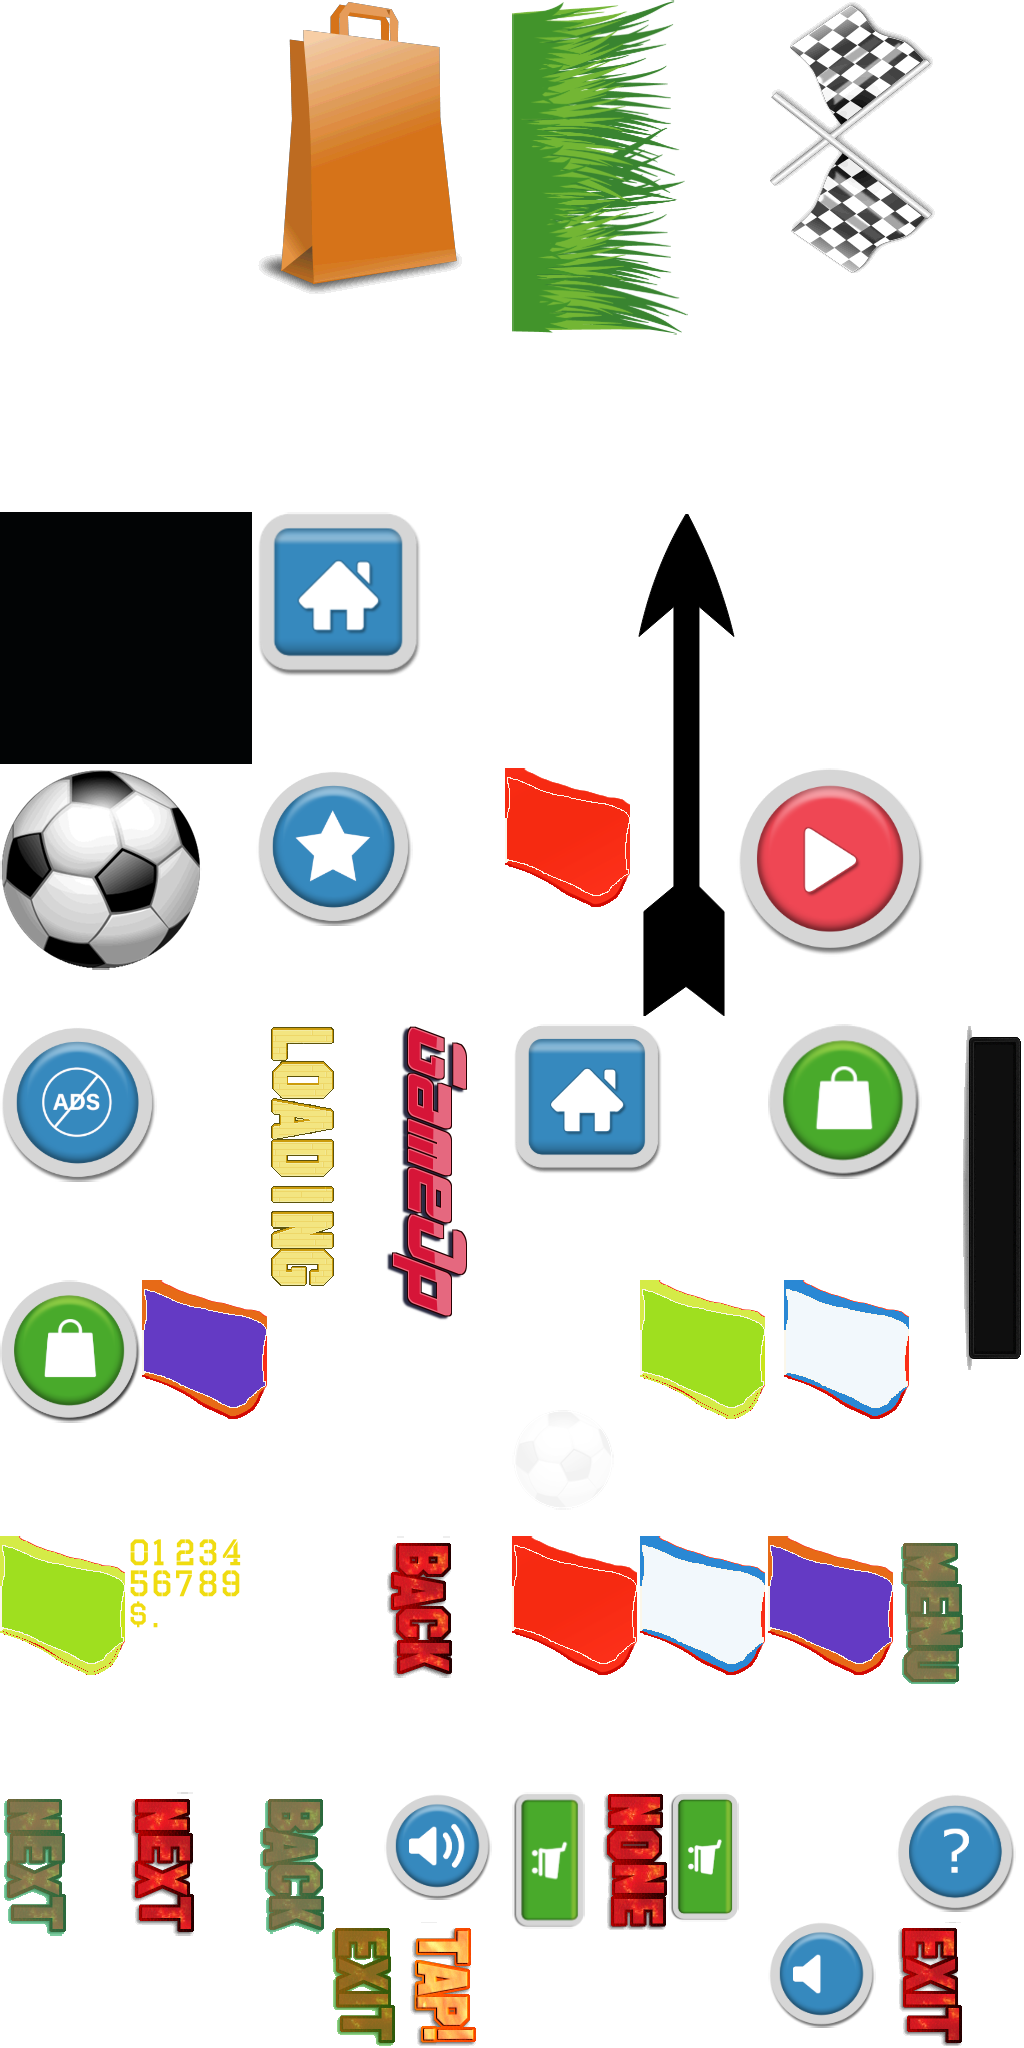 ADS
LOADING
GameUp
01234
56789
$.
BACK
MENU
NEXT
NEXT
BACK
NONE
?
EXIT
TAP!
EXIT